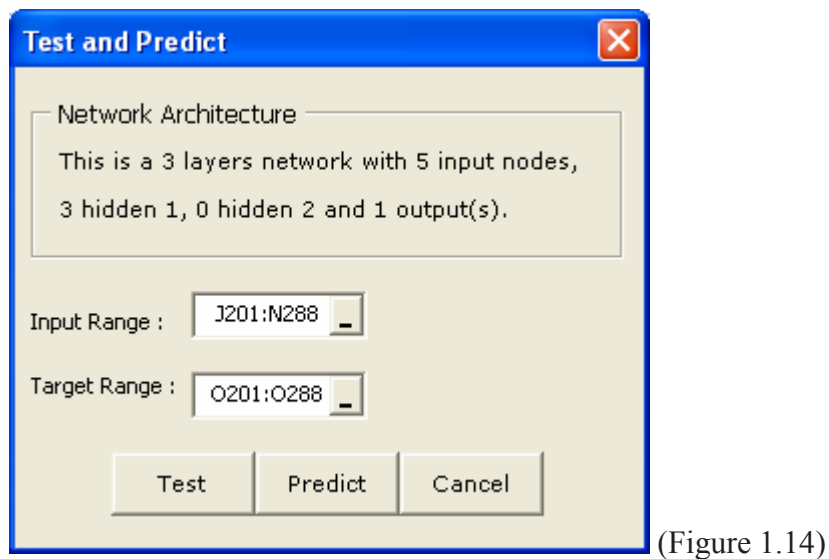 Test and Predict
Network Architecture
This is a 3 layers network with 5 input nodes,
3 hidden 1, 0 hidden 2 and 1 output(s).
Input Range : J201:N288 _
Target Range : O201:O288 _
Test Predict Cancel
(Figure 1.14)